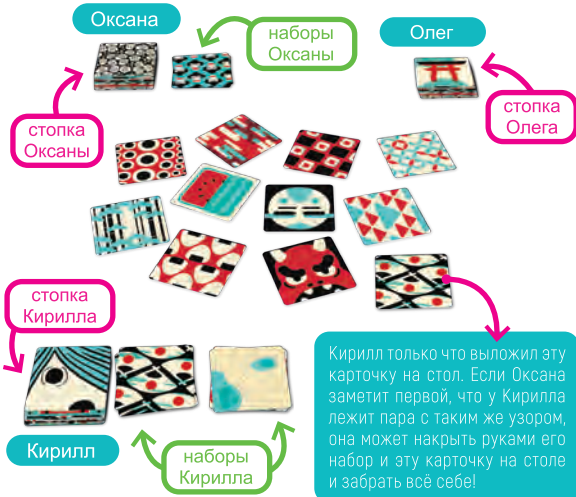 Оксана
наборы
Оксаны
Олег
стопка
Оксаны
стопка
Олега
стопка
Кирилла
Кирилл только что выложил эту
карточку на стол. Если Оксана
заметит первой, что у Кирилла
лежит пара с таким же узором,
она может накрыть руками его
набор и эту карточку на столе
и забрать всё себе!
Кирилл
наборы
Кирилла